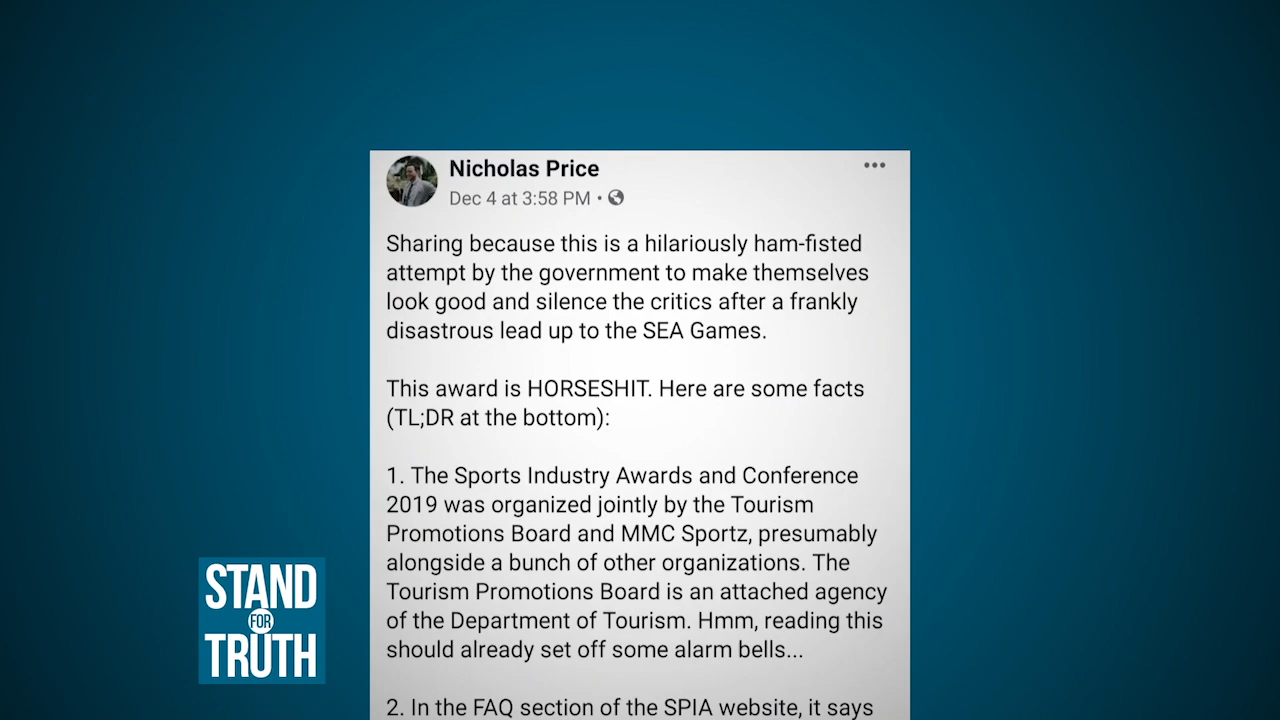 Nicholas Price
Dec 4 at 3:58 PM •
Sharing because this is a hilariously ham-fisted
attempt by the government to make themselves
look good and silence the critics after a frankly
disastrous lead up to the SEA Games.
This award is HORSESHIT. Here are some facts
(TL;DR at the bottom):
1. The Sports Industry Awards and Conference
2019 was organized jointly by the Tourism
Promotions Board and MMC Sportz, presumably
alongside a bunch of other organizations. The
Tourism Promotions Board is an attached agency
of the Department of Tourism. Hmm, reading this
should already set off some alarm bells...
2. In the FAQ section of the SPIA website, it says
STAND
FOR
TRUTH